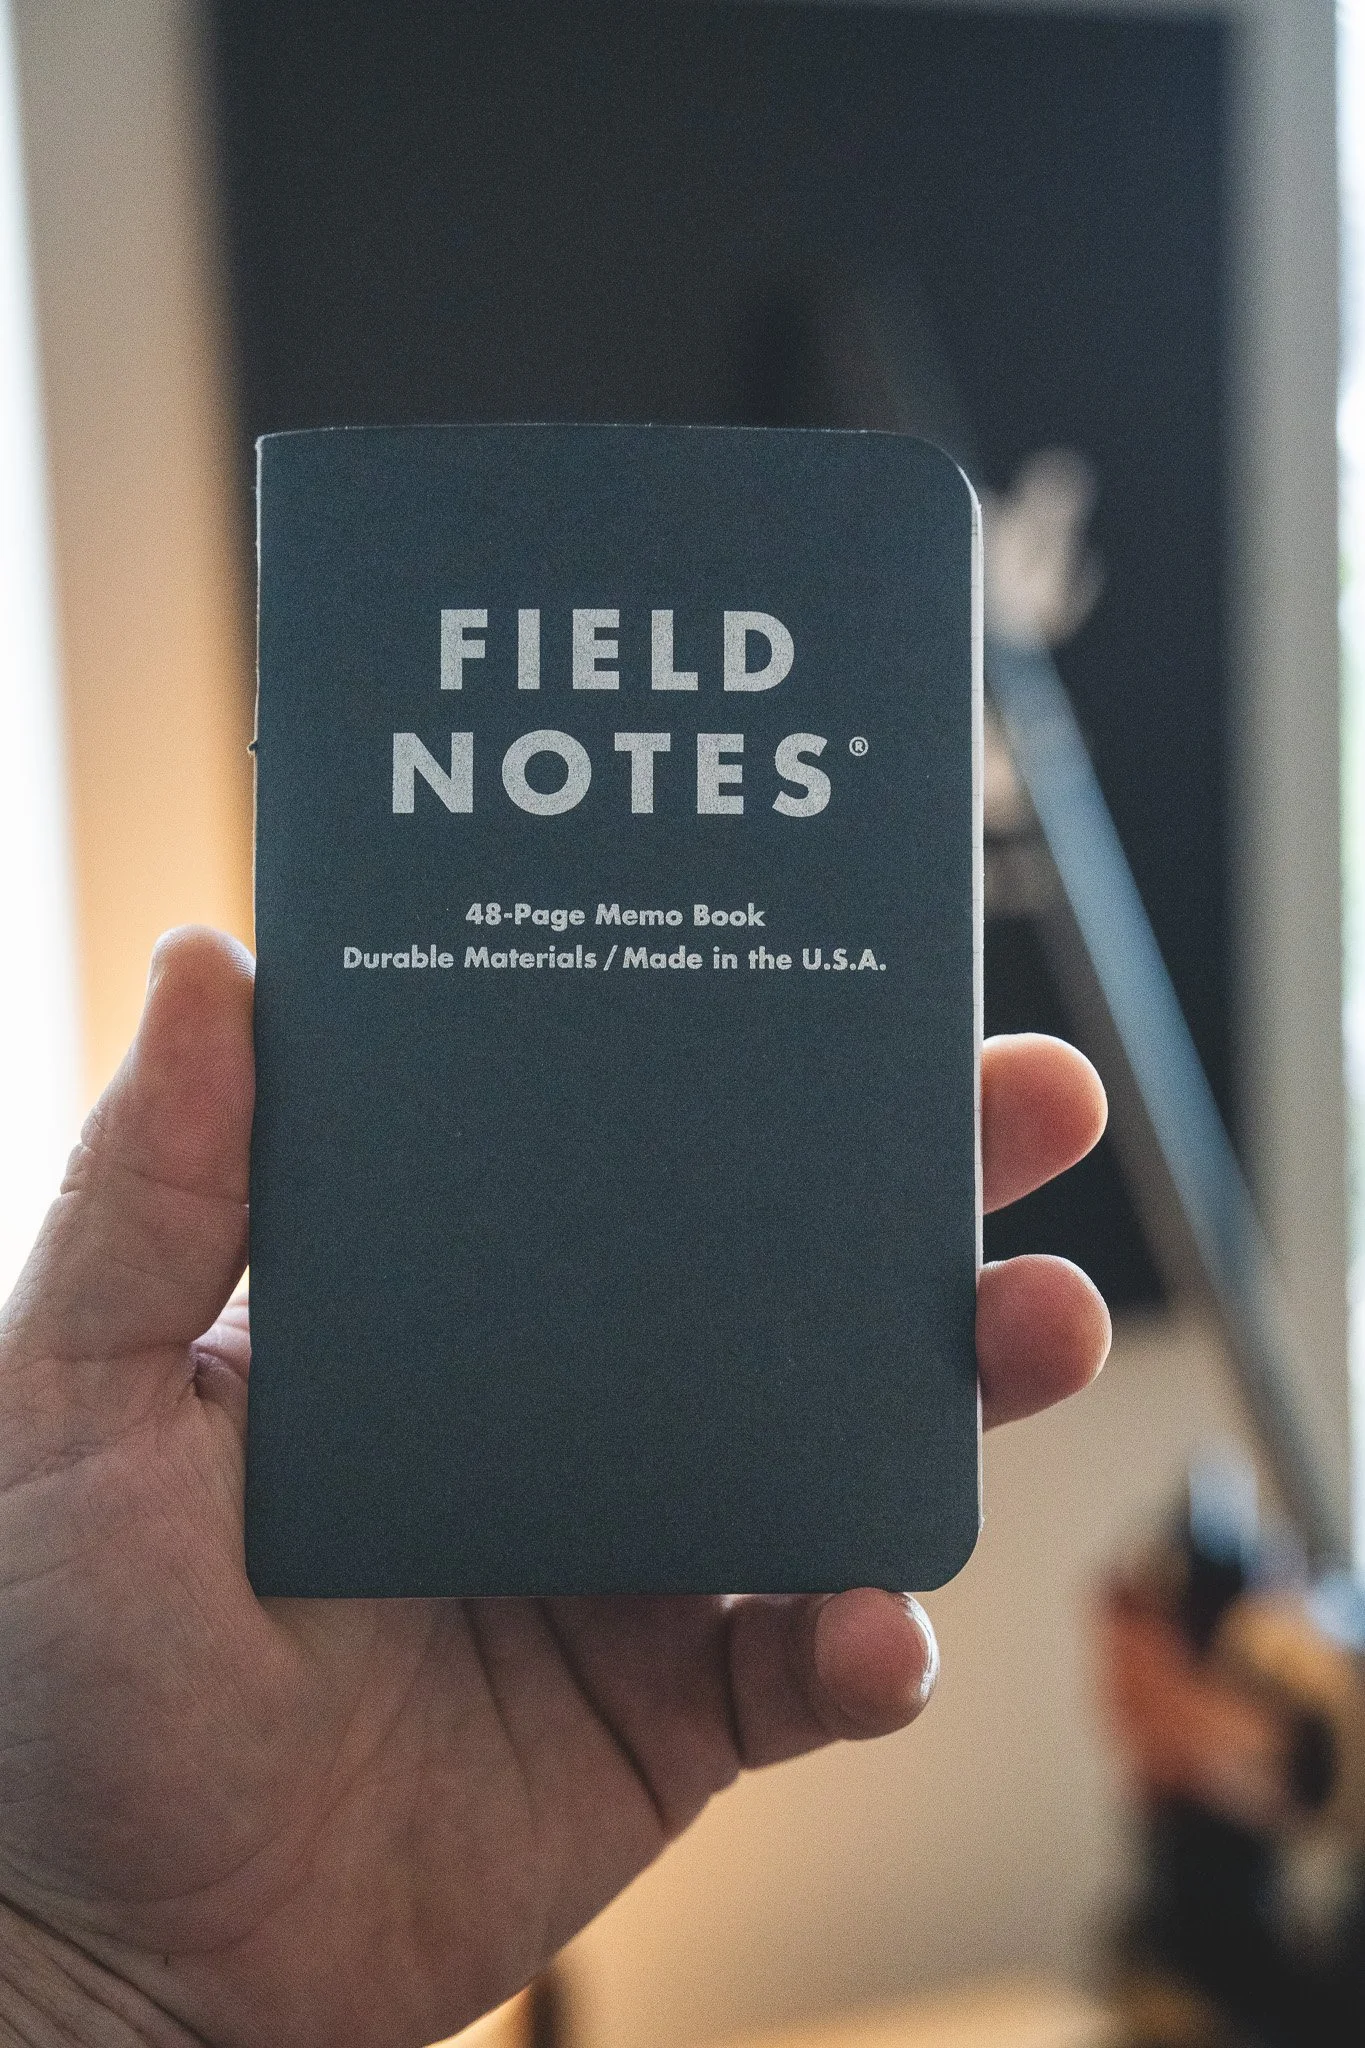 FIELD
NOTES®
48-Page Memo Book
Durable Materials / Made in the U.S.A.